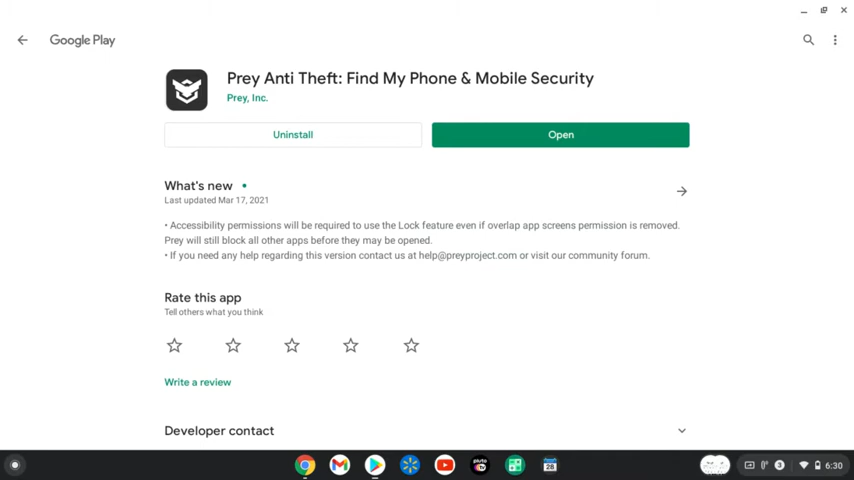 Google Play
Prey Anti Theft: Find My Phone & Mobile Security
Prey, Inc.
Uninstall
Open
What's new
Last updated Mar 17, 2021
• Accessibility permissions will be required to use the Lock feature even if overlap app screens permission is removed.
Prey will still block all other apps before they may be opened.
• If you need any help regarding this version contact us at help@preyproject.com or visit our community forum.
Rate this app
Tell others what you think
Write a review
Developer contact
pluto tv
28
3
6:30